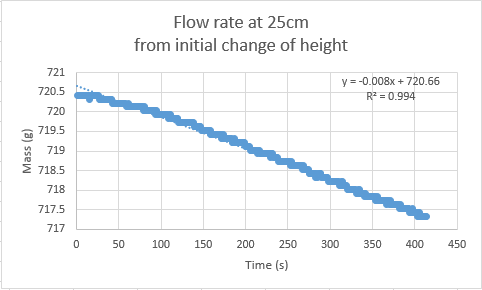 Flow rate at 25cm
from initial change of height
y = -0.008x + 720.66
R² = 0.994
Mass (g)
721
720.5
720
719.5
719
718.5
718
717.5
717
0 50 100 150 200 250 300 350 400 450
Time (s)